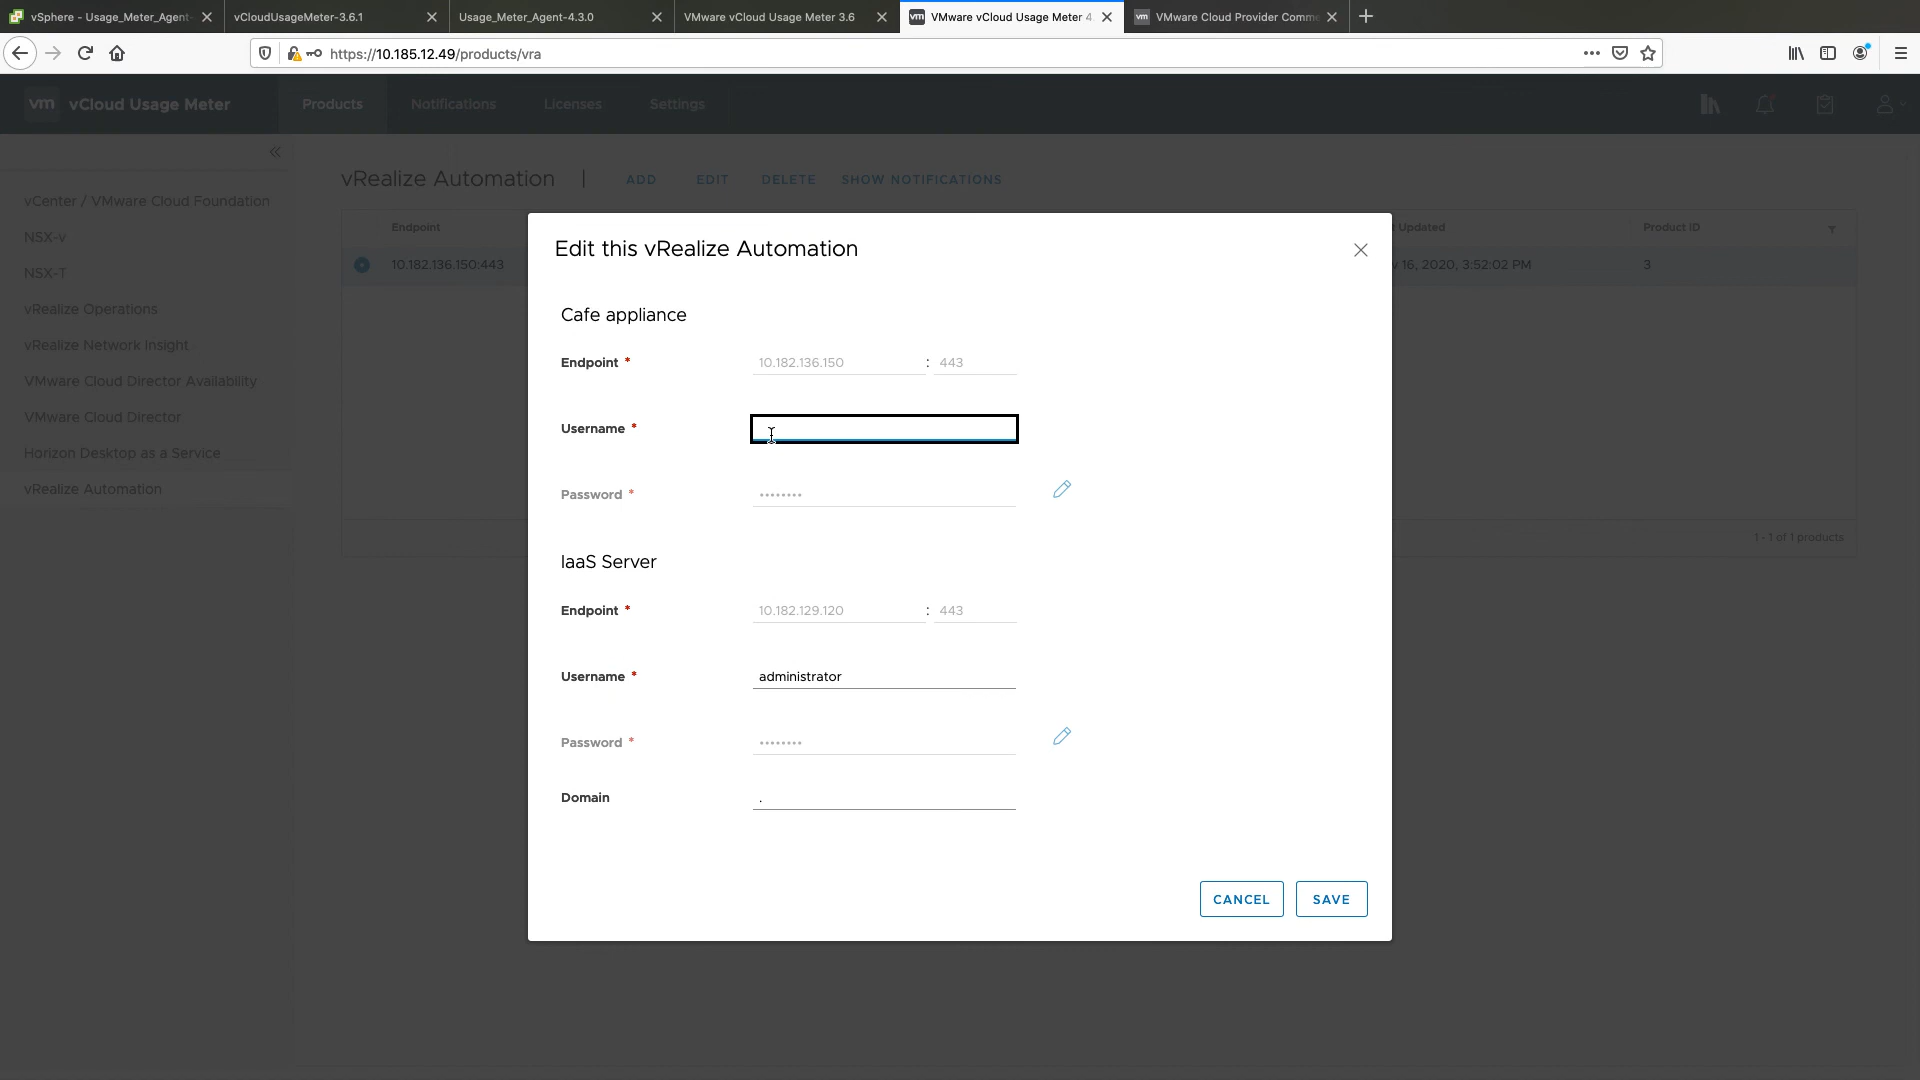 vSphere - Usage_Meter_Agent-
vCloudUsageMeter-3.6.1
Usage_Meter_Agent-4.3.0
VMware vCloud Usage Meter 3.6
vm VMware vCloud Usage Meter 4
vm VMware Cloud Provider Comm
https://10.185.12.49/products/vra
vm vCloud Usage Meter
Products
Notifications
Licenses
Settings
vCenter / VMware Cloud Foundation
NSX-v
NSX-T
vRealize Operations
vRealize Network Insight
VMware Cloud Director Availability
VMware Cloud Director
Horizon Desktop as a Service
vRealize Automation
vRealize Automation | ADD EDIT DELETE SHOW NOTIFICATIONS
Endpoint Updated Product ID
10.182.136.150:443 16, 2020, 3:52:02 PM 3
1 - 1 of 1 products
Edit this vRealize Automation
Cafe appliance
Endpoint * 10.182.136.150 : 443
Username *
Password * ••••••••
IaaS Server
Endpoint * 10.182.129.120 : 443
Username * administrator
Password * ••••••••
Domain .
CANCEL SAVE